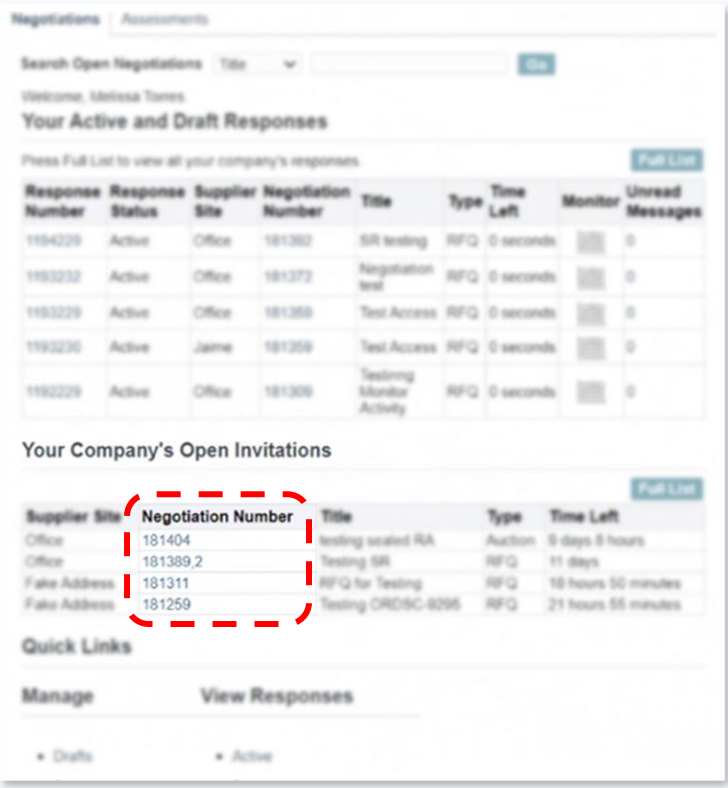 Negotiations Assessments
Search Open Negotiations Title Go
Welcome, Melissa Torres.
Your Active and Draft Responses
Press Full List to view all your company's responses.
Full List
Response Number Response Status Supplier Site Negotiation Number Title Type Time Left Monitor Unread Messages
1194229 Active Office 181392 SR testing RFQ 0 seconds 0
1193232 Active Office 181372 Negotiation test RFQ 0 seconds 0
1193229 Active Office 181359 Test Access RFQ 0 seconds 0
1193230 Active Jaime 181359 Test Access RFQ 0 seconds 0
1192229 Active Office 181309 Testinng Monitor Activity RFQ 0 seconds 0
Your Company's Open Invitations
Full List
Supplier Site Negotiation Number Title Type Time Left
Office 181404 testing sealed RA Auction 9 days 8 hours
Office 181389,2 Testing SR RFQ 11 days
Fake Address 181311 RFQ for Testing RFQ 18 hours 50 minutes
Fake Address 181259 Testing ORDSC-9295 RFQ 21 hours 55 minutes
Quick Links
Manage View Responses
• Drafts • Active